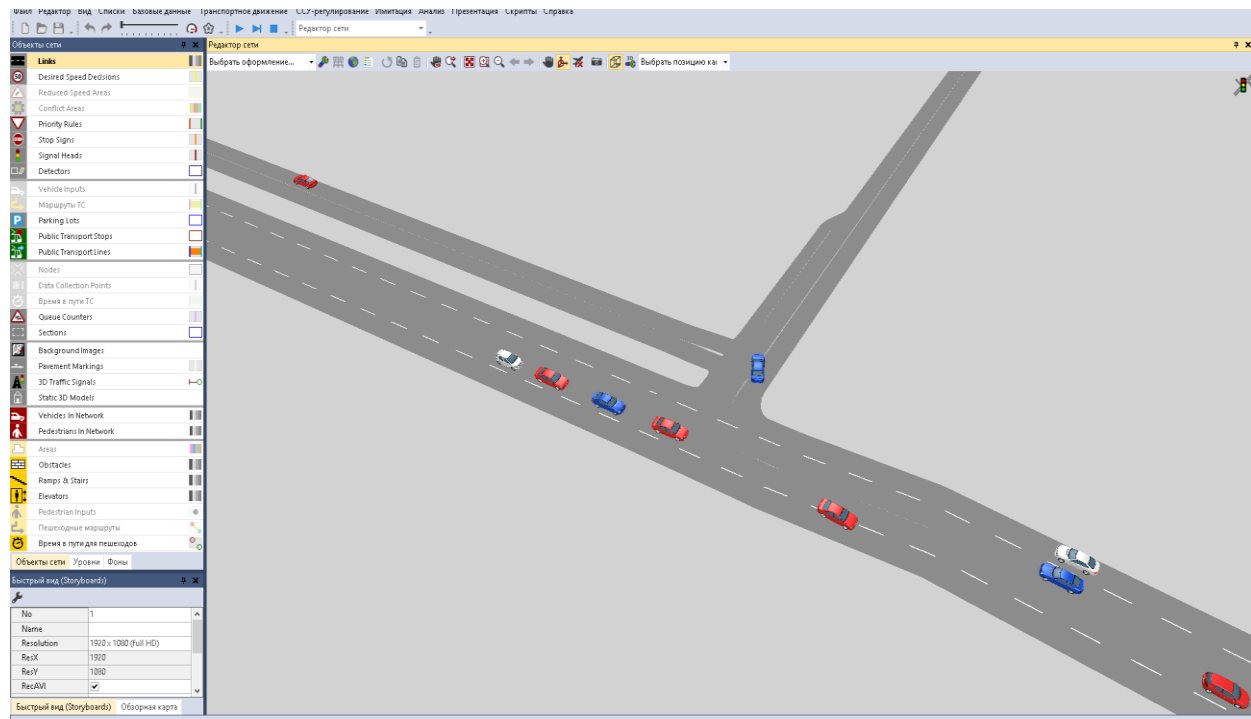 Файл Редактор Вид Списки Базовые данные Транспортное движение ССУ-регулирование Имитация Анализ Презентация Скрипты Справка
Редактор сети
Объекты сети
Редактор сети
Выбрать оформление...
Выбрать позицию ка
Links
Desired Speed Decisions
Reduced Speed Areas
Conflict Areas
Priority Rules
Stop Signs
Signal Heads
Detectors
Vehicle Inputs
Маршруты ТС
Parking Lots
Public Transport Stops
Public Transport Lines
Nodes
Data Collection Points
Время в пути ТС
Queue Counters
Sections
Background Images
Pavement Markings
3D Traffic Signals
Static 3D Models
Vehicles In Network
Pedestrians In Network
Areas
Obstacles
Ramps & Stairs
Elevators
Pedestrian Inputs
Пешеходные маршруты
Время в пути для пешеходов
Объекты сети Уровни Фоны
Быстрый вид (Storyboards)
No 1
Name
Resolution 1920 x 1080 (full HD)
ResX 1920
ResY 1080
RecAVI
Быстрый вид (Storyboards) Обзорная карта